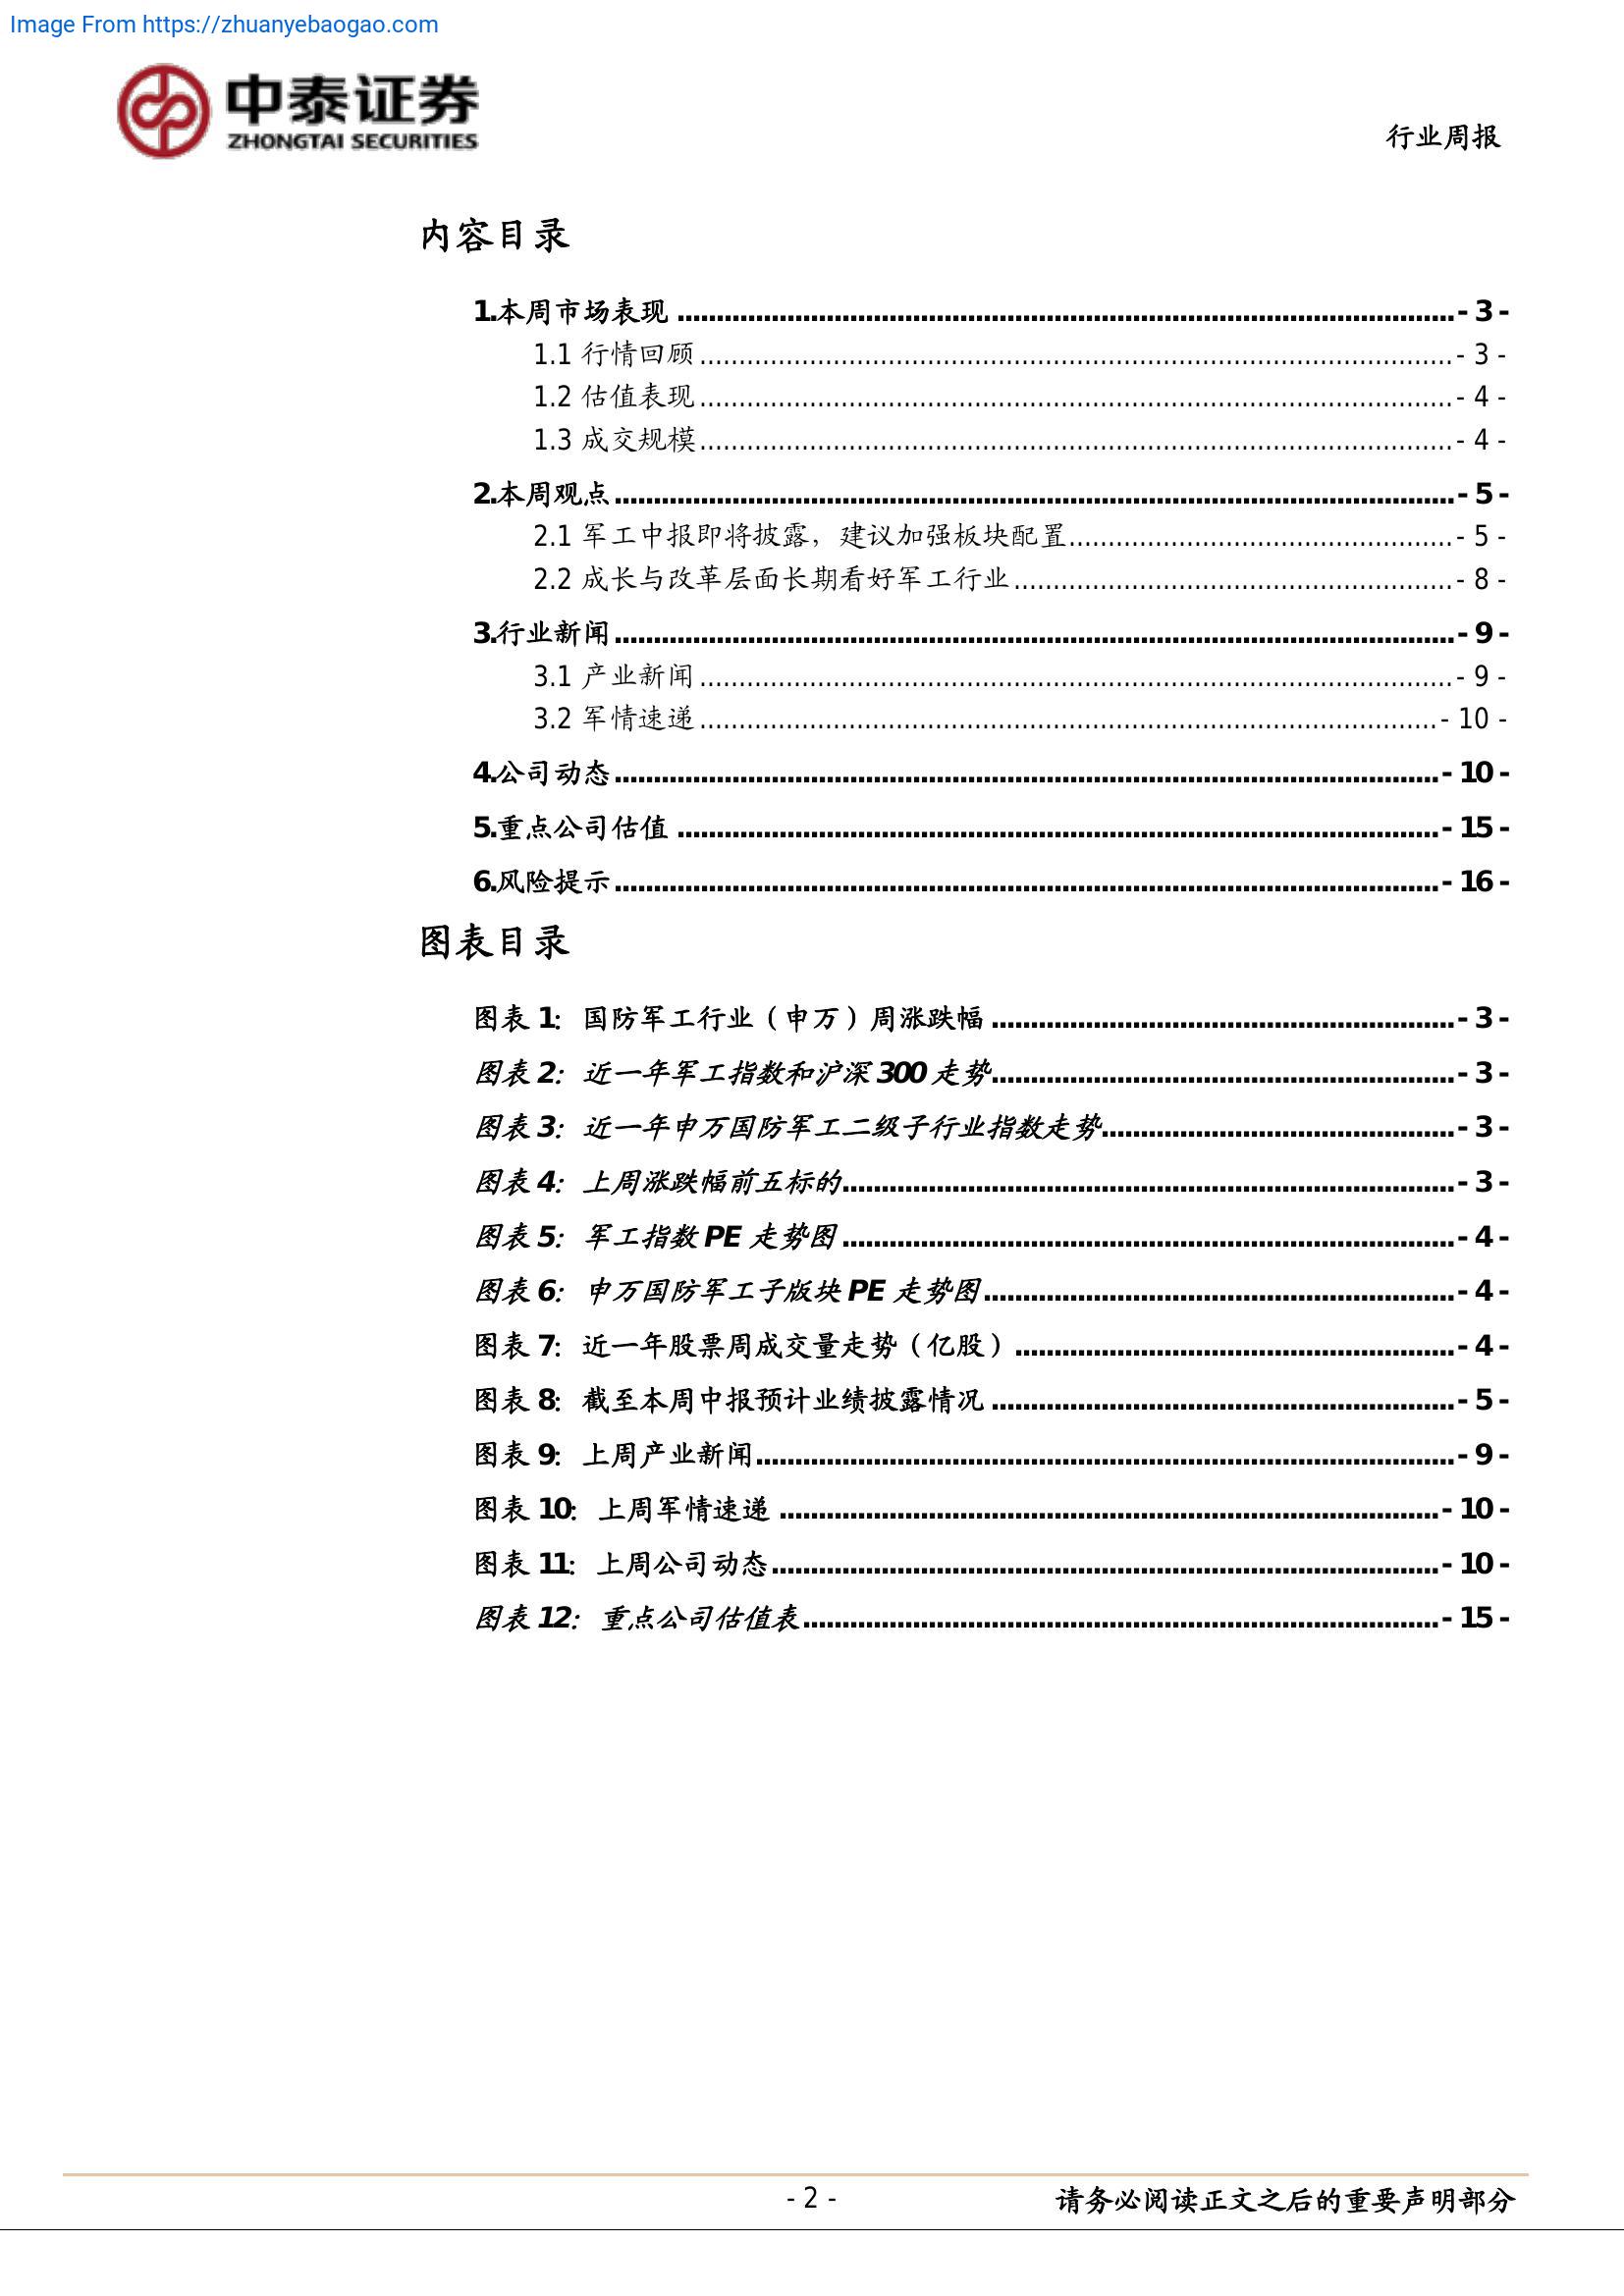 Image From https://zhuanyebaogao.com
中泰证券
ZHONGTAI SECURITIES
行业周报
内容目录
1.本周市场表现 ........................................ - 3 -
1.1 行情回顾 ........................................ - 3 -
1.2 估值表现 ........................................ - 4 -
1.3 成交规模 ........................................ - 4 -
2.本周观点 ........................................ - 5 -
2.1 军工中报即将披露，建议加强板块配置 ........................................ - 5 -
2.2 成长与改革层面长期看好军工行业 ........................................ - 8 -
3.行业新闻 ........................................ - 9 -
3.1 产业新闻 ........................................ - 9 -
3.2 军情速递 ........................................ - 10 -
4.公司动态 ........................................ - 10 -
5.重点公司估值 ........................................ - 15 -
6.风险提示 ........................................ - 16 -
图表目录
图表 1：国防军工行业（申万）周涨跌幅 ........................................ - 3 -
图表 2：近一年军工指数和沪深 300 走势 ........................................ - 3 -
图表 3：近一年申万国防军工二级子行业指数走势 ........................................ - 3 -
图表 4：上周涨跌幅前五标的 ........................................ - 3 -
图表 5：军工指数 PE 走势图 ........................................ - 4 -
图表 6：申万国防军工子版块 PE 走势图 ........................................ - 4 -
图表 7：近一年股票周成交量走势（亿股） ........................................ - 4 -
图表 8：截至本周中报预计业绩披露情况 ........................................ - 5 -
图表 9：上周产业新闻 ........................................ - 9 -
图表 10：上周军情速递 ........................................ - 10 -
图表 11：上周公司动态 ........................................ - 10 -
图表 12：重点公司估值表 ........................................ - 15 -
- 2 -
请务必阅读正文之后的重要声明部分